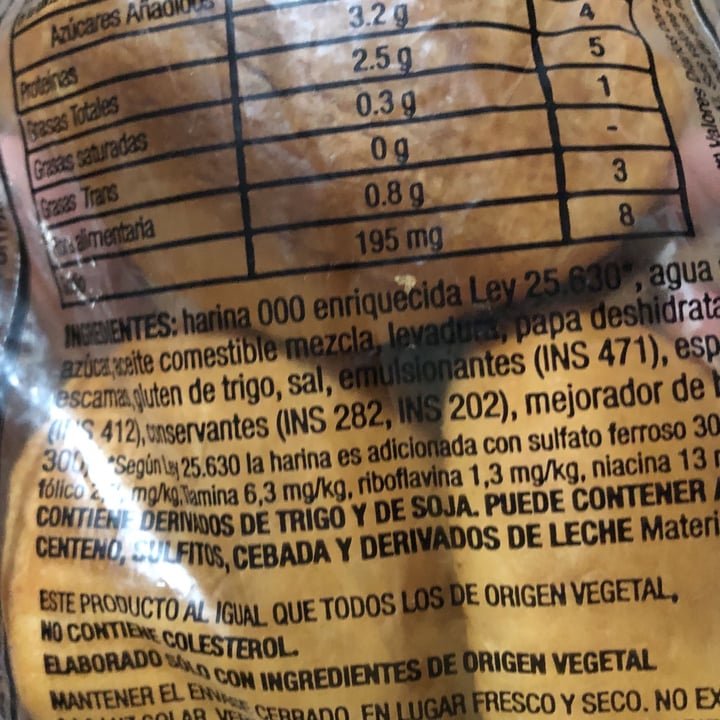 Azúcares Añadidos
Proteínas 3.2 g 4
Grasas Totales 2.5 g 5
Grasas saturadas 0.3 g 1
Grasas Trans 0 g -
alimentaria 0.8 g 3
195 mg 8
INGREDIENTES: harina 000 enriquecida Ley 25.630*, agua
azúcar, aceite comestible mezcla, levadura, papa deshidrata
escamas, gluten de trigo, sal, emulsionantes (INS 471), esp
412), conservantes (INS 282, INS 202), mejorador de
*Según Ley 25.630 la harina es adicionada con sulfato ferroso 30
fólico mg/kg, tiamina 6,3 mg/kg, riboflavina 1,3 mg/kg, niacina 13
CONTIENE DERIVADOS DE TRIGO Y DE SOJA. PUEDE CONTENER
CENTENO, SULFITOS, CEBADA Y DERIVADOS DE LECHE Materi
ESTE PRODUCTO AL IGUAL QUE TODOS LOS DE ORIGEN VEGETAL,
NO CONTIENE COLESTEROL.
ELABORADO SÓLO CON INGREDIENTES DE ORIGEN VEGETAL
MANTENER EL ENVASE CERRADO, EN LUGAR FRESCO Y SECO. NO EX